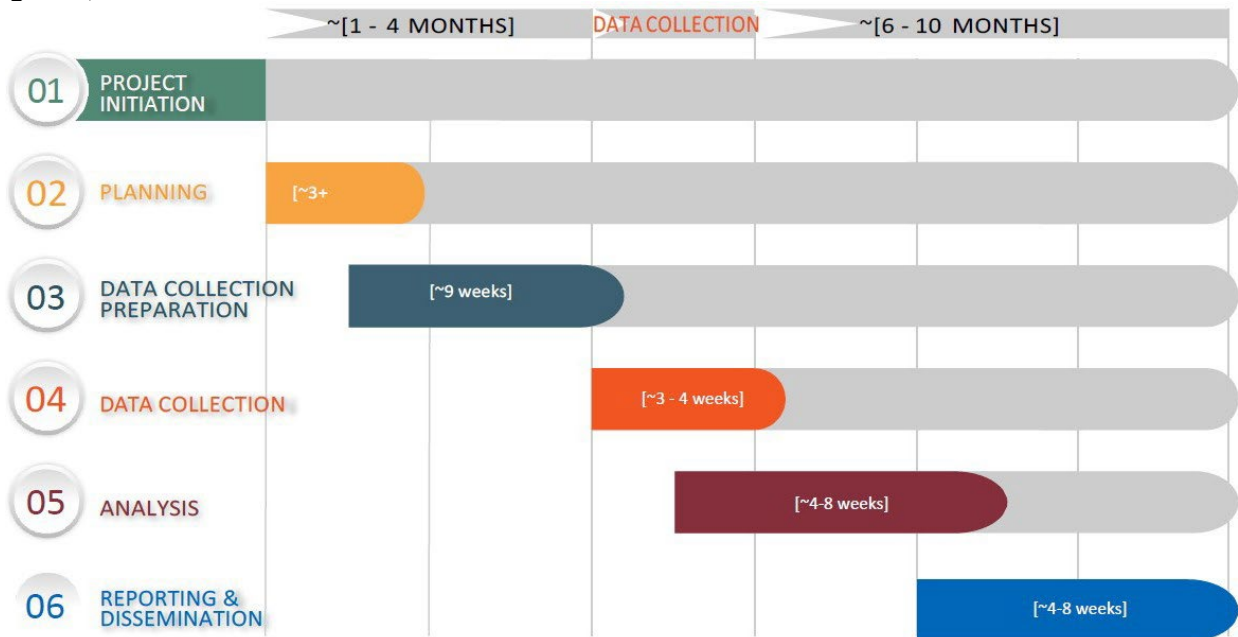 ~[1 - 4 MONTHS]
DATA COLLECTION
~[6 - 10 MONTHS]
01
PROJECT
INITIATION
02
PLANNING
[~3+
03
DATA COLLECTION
PREPARATION
[~9 weeks]
04
DATA COLLECTION
[~3 - 4 weeks]
05
ANALYSIS
[~4-8 weeks]
06
REPORTING &
DISSEMINATION
[~4-8 weeks]